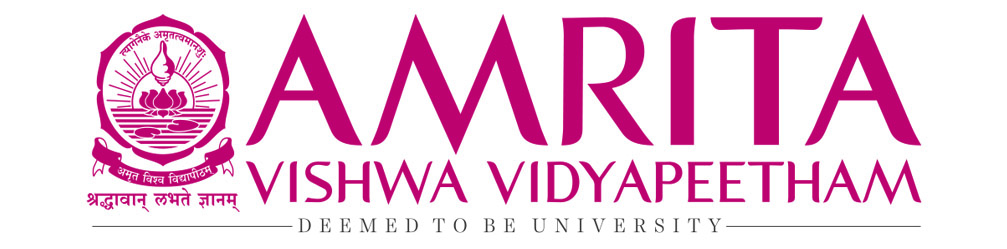 त्यागेनैके अमृतत्वमानशुः
अमृत विश्व विद्यापीठम्
श्रद्धावान् लभते ज्ञानम्
AMRITA
VISHWA VIDYAPEETHAM
DEEMED TO BE UNIVERSITY